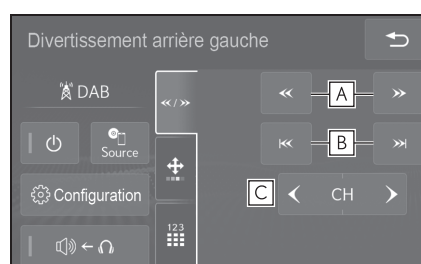 Divertissement arrière gauche
DAB
Source
Configuration
123
A
B
C
CH